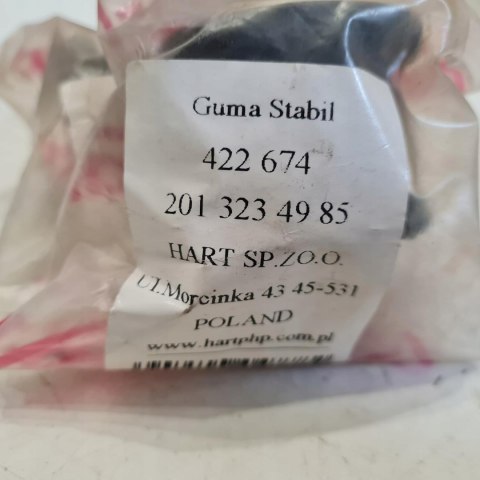 Guma Stabil
422 674
201 323 49 85
HART SP.ZO.O.
Ul.Morcinka 43 45-531
POLAND
www.hartphp.com.pl